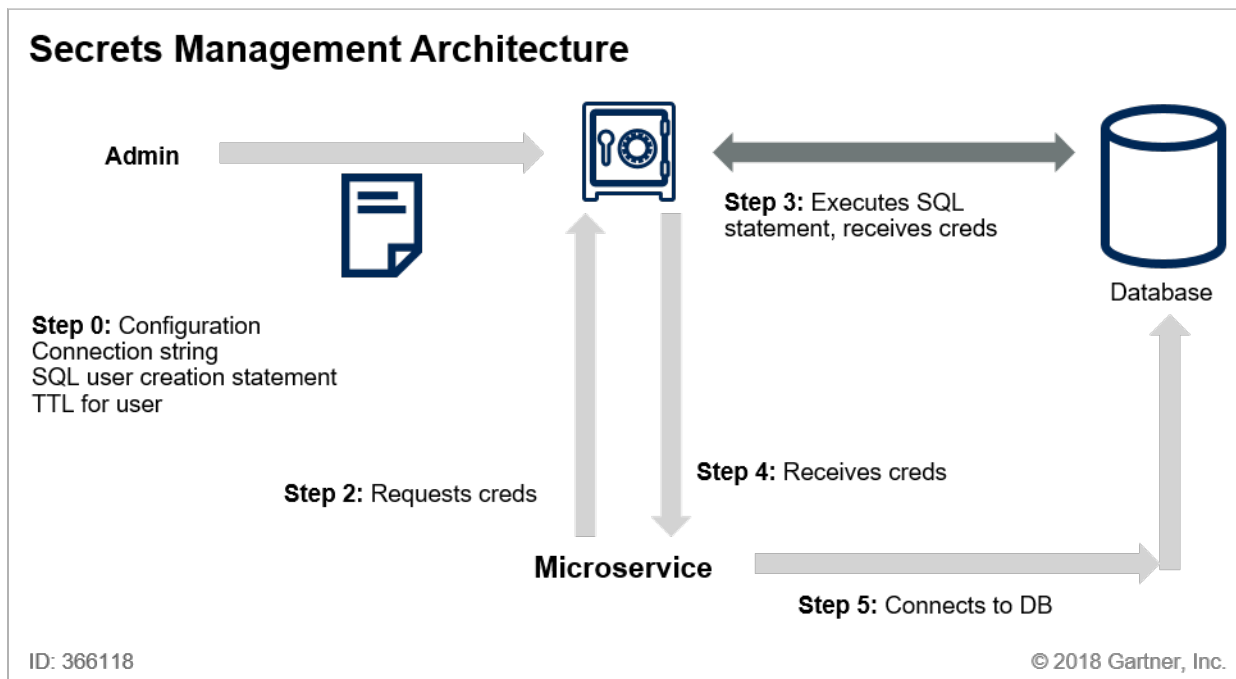 Secrets Management Architecture
Admin
Step 3: Executes SQL
statement, receives creds
Database
Step 0: Configuration
Connection string
SQL user creation statement
TTL for user
Step 2: Requests creds
Step 4: Receives creds
Microservice
Step 5: Connects to DB
ID: 366118
© 2018 Gartner, Inc.